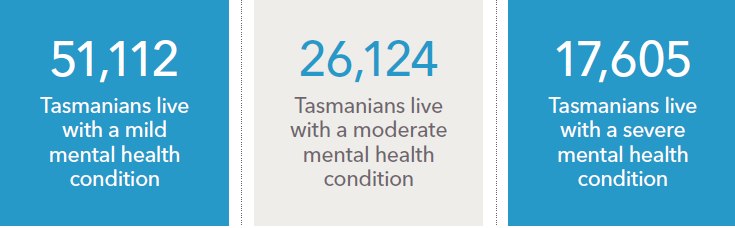 51,112
Tasmanians live
with a mild
mental health
condition
26,124
Tasmanians live
with a moderate
mental health
condition
17,605
Tasmanians live
with a severe
mental health
condition